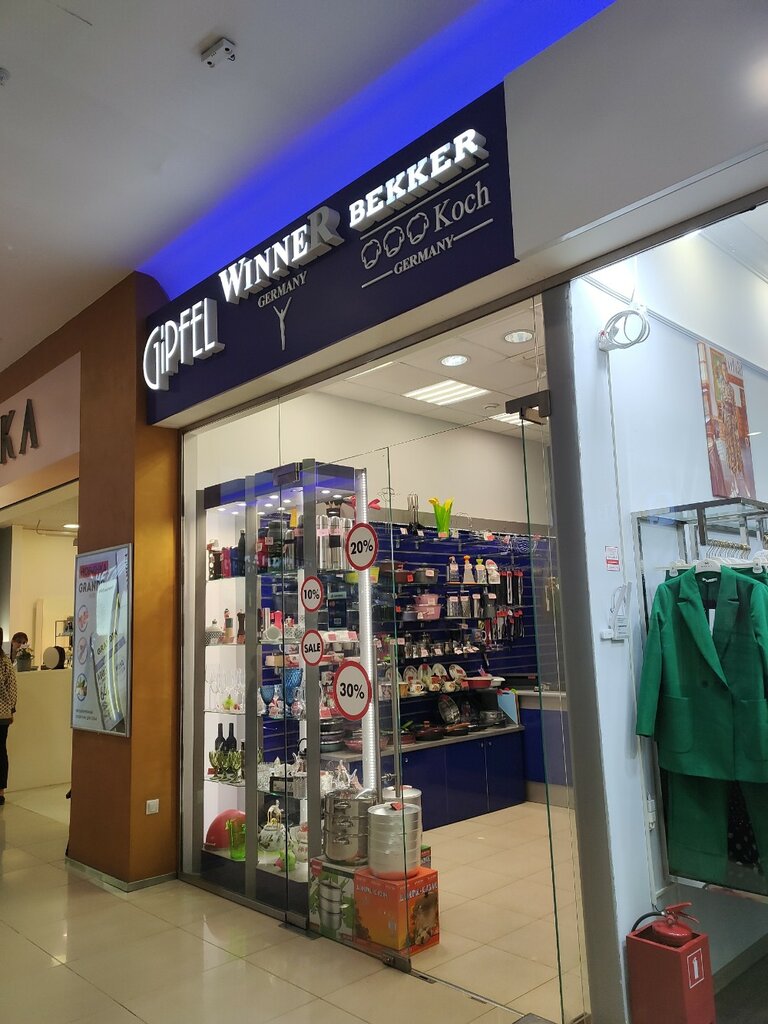 GiPFEL
WINNER
GERMANY
BEKKER
Koch
GERMANY
KA
20%
10%
SALE
30%